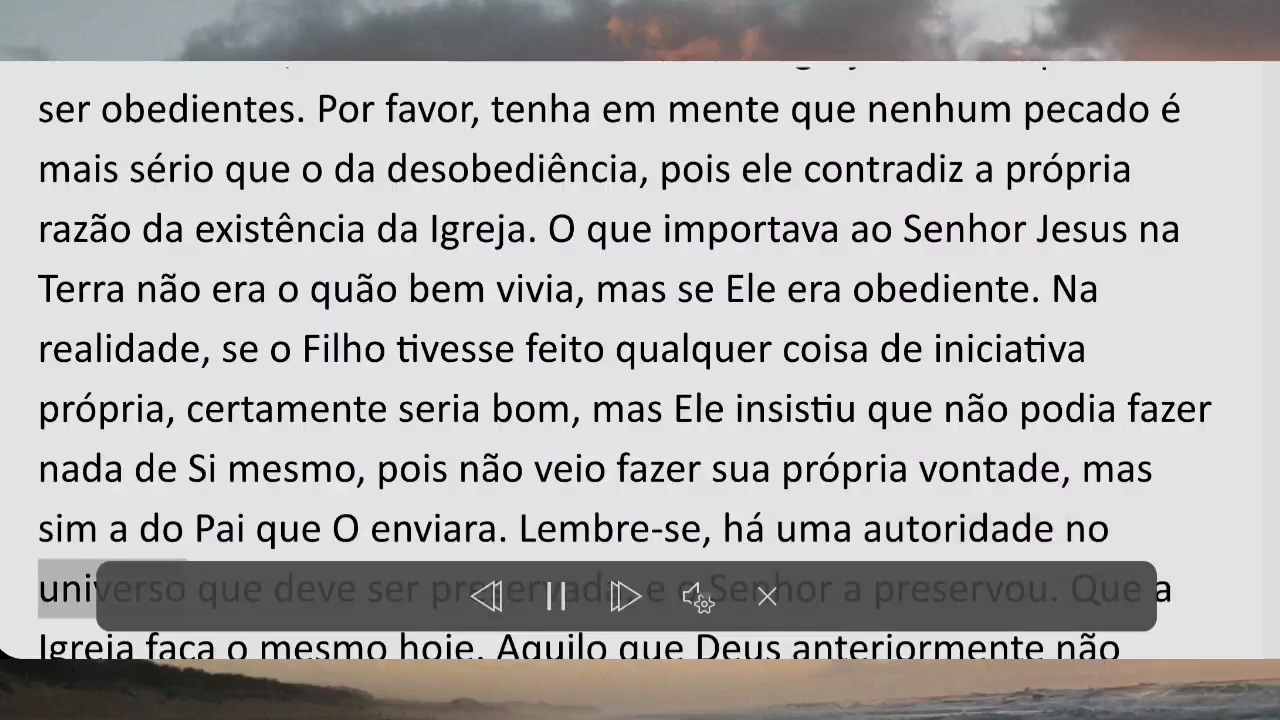 ser obedientes. Por favor, tenha em mente que nenhum pecado é
mais sério que o da desobediência, pois ele contradiz a própria
razão da existência da Igreja. O que importava ao Senhor Jesus na
Terra não era o quão bem vivia, mas se Ele era obediente. Na
realidade, se o Filho tivesse feito qualquer coisa de iniciativa
própria, certamente seria bom, mas Ele insistiu que não podia fazer
nada de Si mesmo, pois não veio fazer sua própria vontade, mas
sim a do Pai que O enviara. Lembre-se, há uma autoridade no
universo que deve ser preservada, e o Senhor a preservou. Que a
Igreja faça o mesmo hoje. Aquilo que Deus anteriormente não